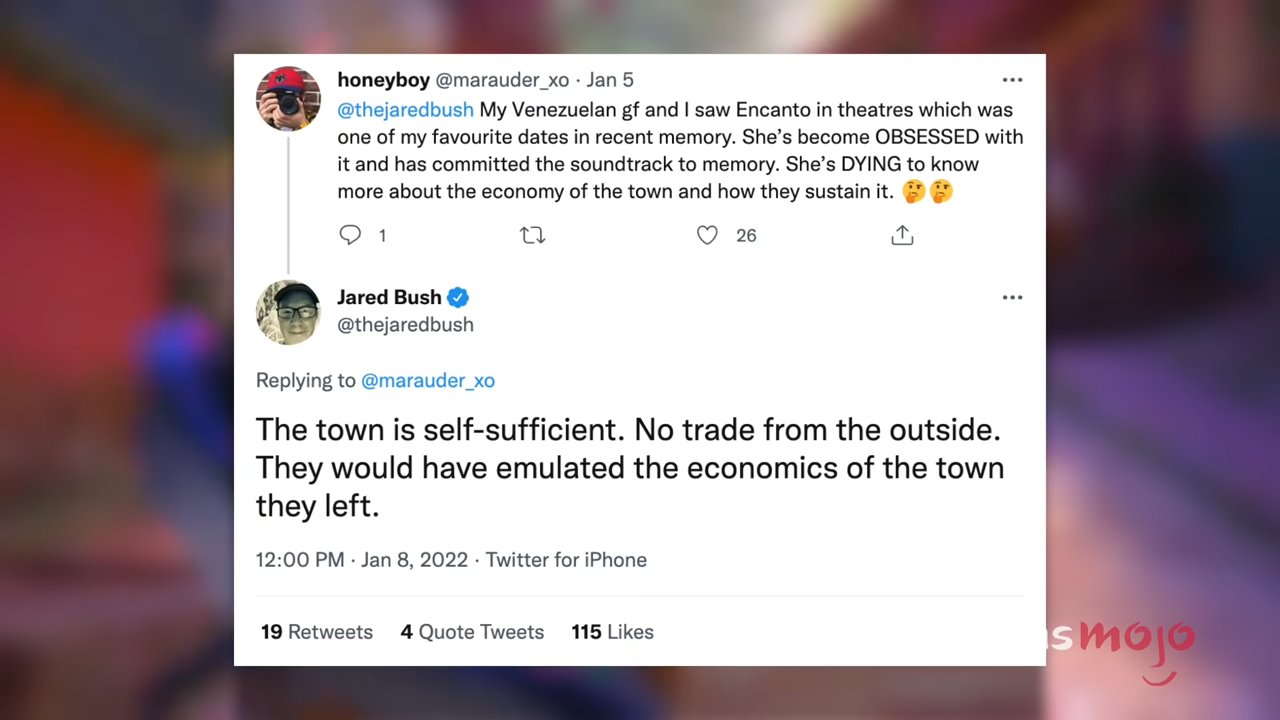 honeyboy @marauder_xo · Jan 5
@thejaredbush My Venezuelan gf and I saw Encanto in theatres which was
one of my favourite dates in recent memory. She's become OBSESSED with
it and has committed the soundtrack to memory. She's DYING to know
more about the economy of the town and how they sustain it. 🤔🤔
1 26
Jared Bush
@thejaredbush
Replying to @marauder_xo
The town is self-sufficient. No trade from the outside.
They would have emulated the economics of the town
they left.
12:00 PM · Jan 8, 2022 · Twitter for iPhone
19 Retweets 4 Quote Tweets 115 Likes
smojo